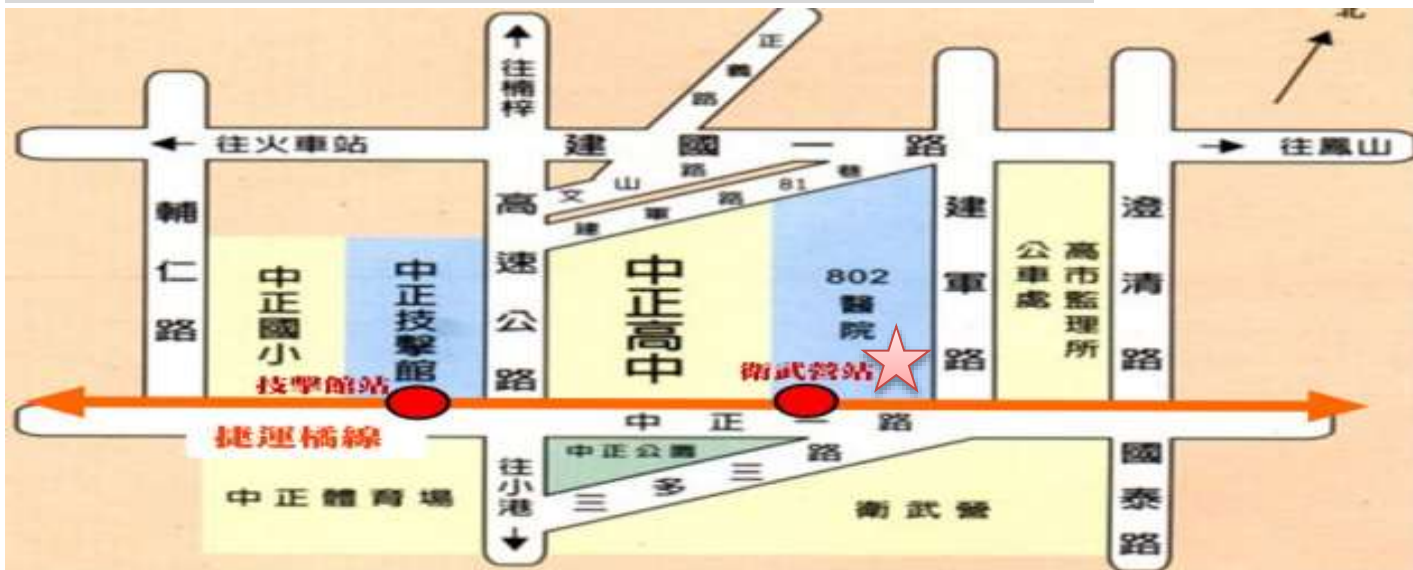 北
往楠梓
正義路
建國一路
往火車站
往鳳山
文山路
建軍路81巷
輔仁路
高速公路
建軍路
澄清路
中正國小
中正技擊館
中正高中
802
醫院
高市監理所
公車處
技擊館站
衛武營站
捷運橘線
中正一路
中正公園
三多三路
往小港
中正體育場
衛武營
國泰路